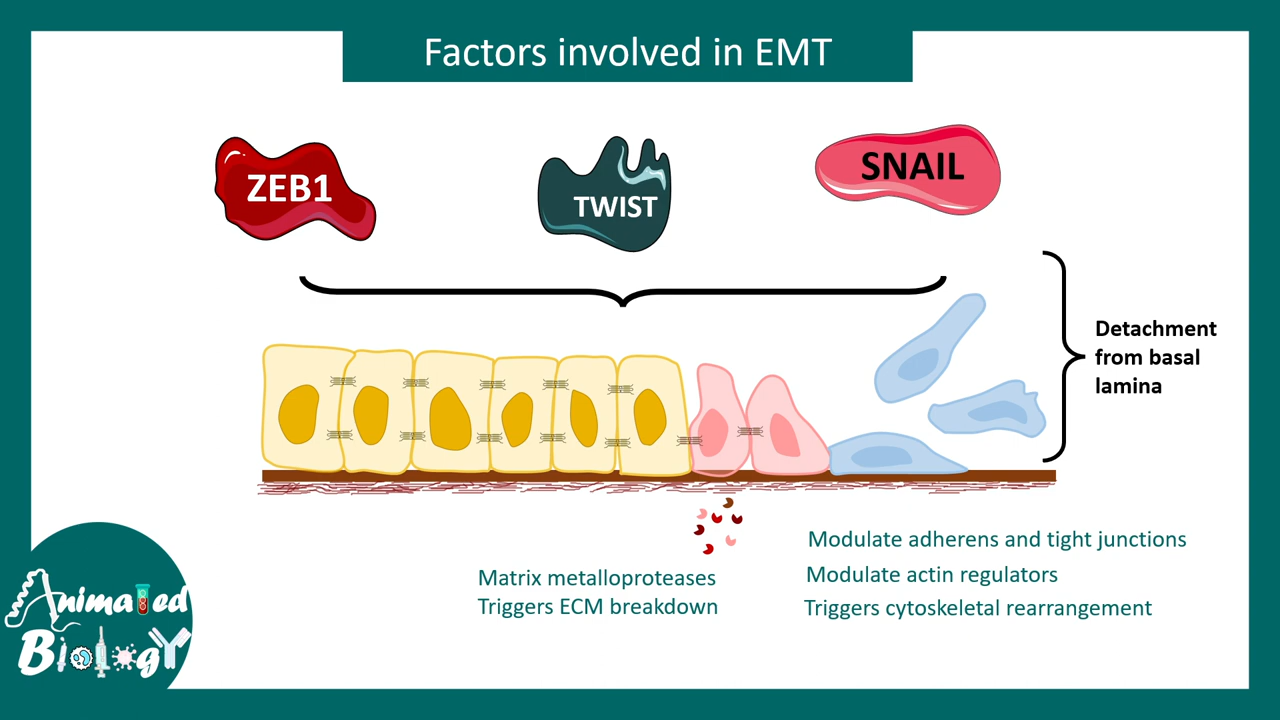 Factors involved in EMT
ZEB1
TWIST
SNAIL
Detachment
from basal
lamina
Matrix metalloproteases
Triggers ECM breakdown
Modulate adherens and tight junctions
Modulate actin regulators
Triggers cytoskeletal rearrangement
Animated
Biology